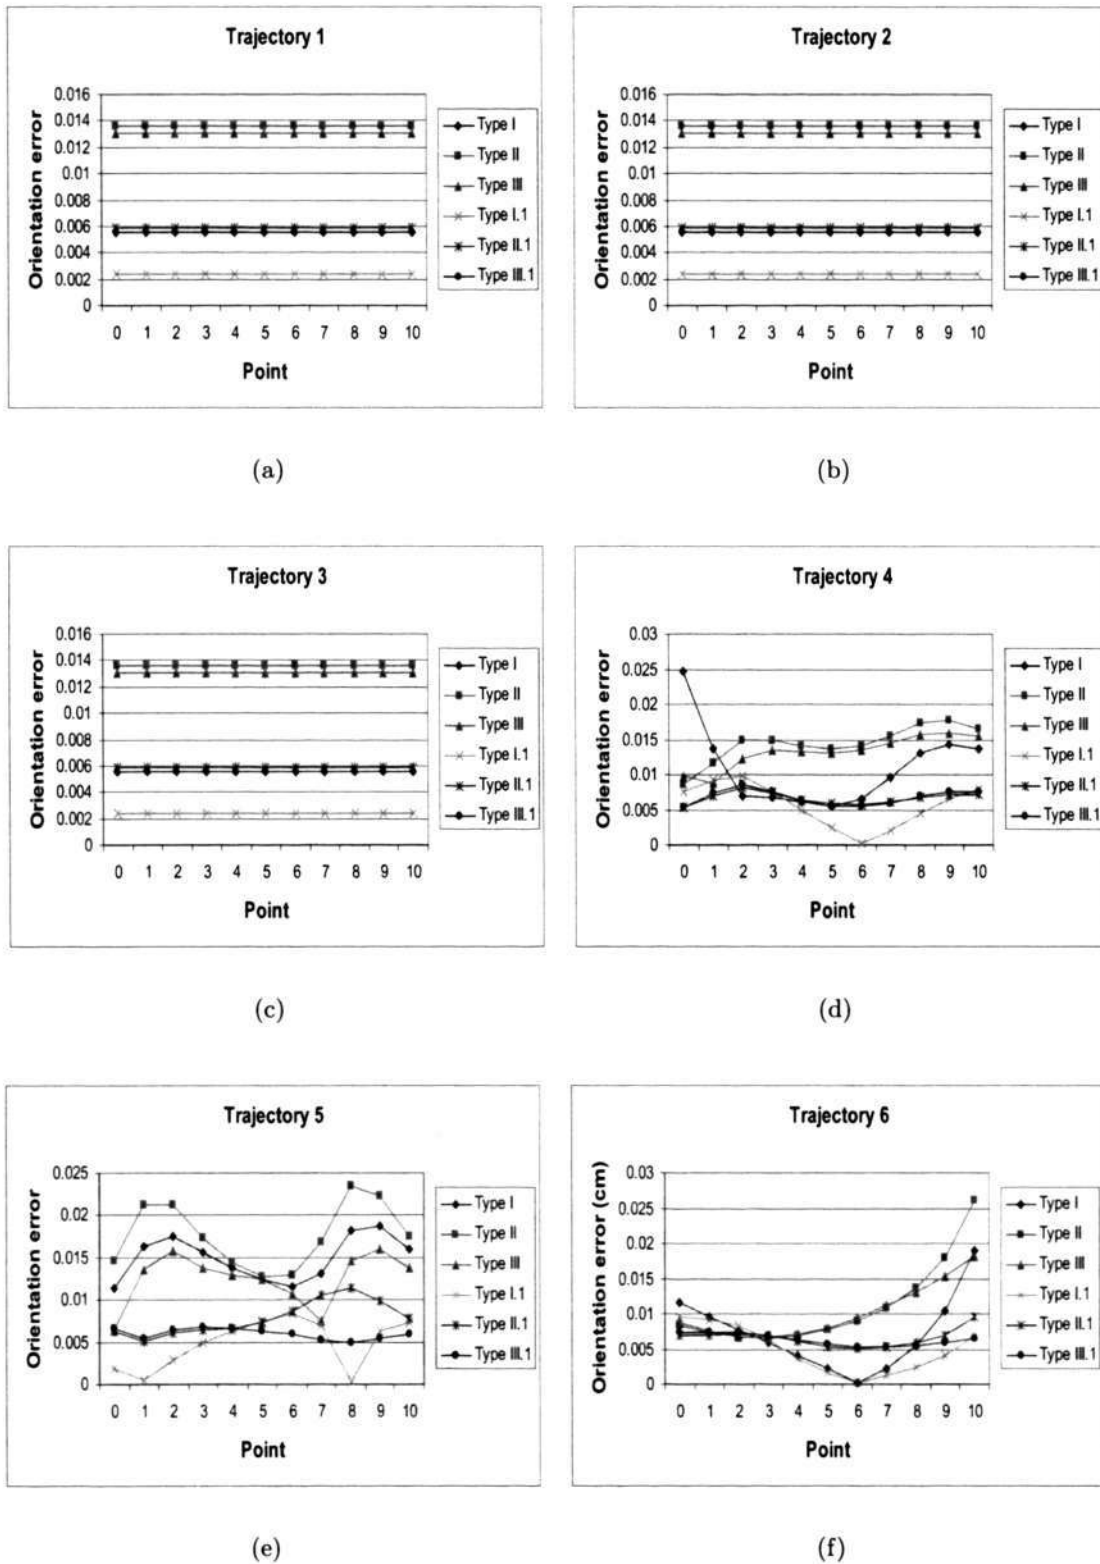 Trajectory 1
Orientation error
0.016
0.014
0.012
0.01
0.008
0.006
0.004
0.002
0
0 1 2 3 4 5 6 7 8 9 10
Point
Type I
Type II
Type III
Type I.1
Type II.1
Type III.1
(a)
Trajectory 2
Orientation error
0.016
0.014
0.012
0.01
0.008
0.006
0.004
0.002
0
0 1 2 3 4 5 6 7 8 9 10
Point
Type I
Type II
Type III
Type I.1
Type II.1
Type III.1
(b)
Trajectory 3
Orientation error
0.016
0.014
0.012
0.01
0.008
0.006
0.004
0.002
0
0 1 2 3 4 5 6 7 8 9 10
Point
Type I
Type II
Type III
Type I.1
Type II.1
Type III.1
(c)
Trajectory 4
Orientation error
0.03
0.025
0.02
0.015
0.01
0.005
0
0 1 2 3 4 5 6 7 8 9 10
Point
Type I
Type II
Type III
Type I.1
Type II.1
Type III.1
(d)
Trajectory 5
Orientation error
0.025
0.02
0.015
0.01
0.005
0
0 1 2 3 4 5 6 7 8 9 10
Point
Type I
Type II
Type III
Type I.1
Type II.1
Type III.1
(e)
Trajectory 6
Orientation error (cm)
0.03
0.025
0.02
0.015
0.01
0.005
0
0 1 2 3 4 5 6 7 8 9 10
Point
Type I
Type II
Type III
Type I.1
Type II.1
Type III.1
(f)